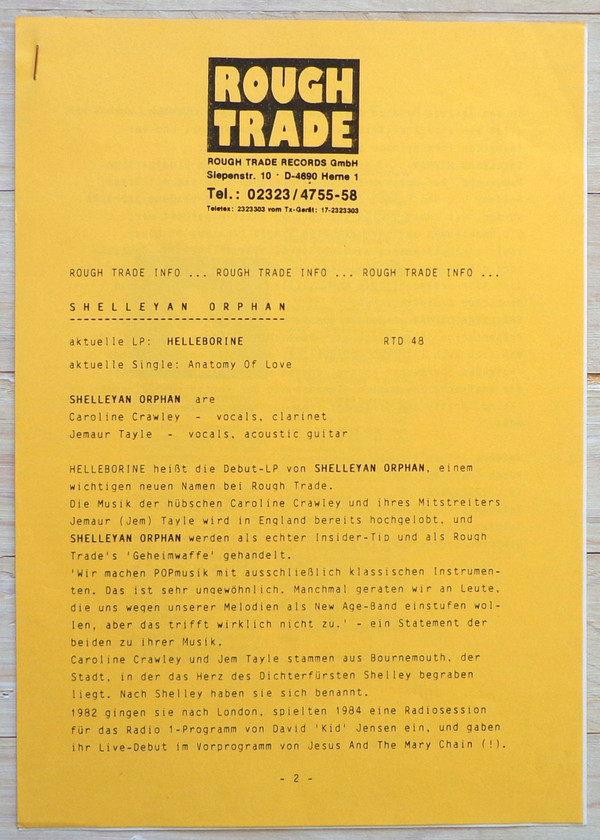 ROUGH
TRADE
ROUGH TRADE RECORDS GmbH
Siepenstr. 10 · D-4690 Herne 1
Tel.: 02323/4755-58
Teletex: 2323303 vom Tx-Gerät: 17-2323303
ROUGH TRADE INFO ... ROUGH TRADE INFO ... ROUGH TRADE INFO ...
SHELLEYAN ORPHAN
aktuelle LP: HELLEBORINE RTD 48
aktuelle Single: Anatomy Of Love
SHELLEYAN ORPHAN are
Caroline Crawley - vocals, clarinet
Jemaur Tayle - vocals, acoustic guitar
HELLEBORINE heißt die Debut-LP von SHELLEYAN ORPHAN, einem
wichtigen neuen Namen bei Rough Trade.
Die Musik der hübschen Caroline Crawley und ihres Mitstreiters
Jemaur (Jem) Tayle wird in England bereits hochgelobt, und
SHELLEYAN ORPHAN werden als echter Insider-Tip und als Rough
Trade's 'Geheimwaffe' gehandelt.
'Wir machen POPmusik mit ausschließlich klassischen Instrumen-
ten. Das ist sehr ungewöhnlich. Manchmal geraten wir an Leute,
die uns wegen unserer Melodien als New Age-Band einstufen wol-
len, aber das trifft wirklich nicht zu.' - ein Statement der
beiden zu ihrer Musik.
Caroline Crawley und Jem Tayle stammen aus Bournemouth, der
Stadt, in der das Herz des Dichterfürsten Shelley begraben
liegt. Nach Shelley haben sie sich benannt.
1982 gingen sie nach London, spielten 1984 eine Radiosession
für das Radio 1-Programm von David 'Kid' Jensen ein, und gaben
ihr Live-Debut im Vorprogramm von Jesus And The Mary Chain (!).
- 2 -